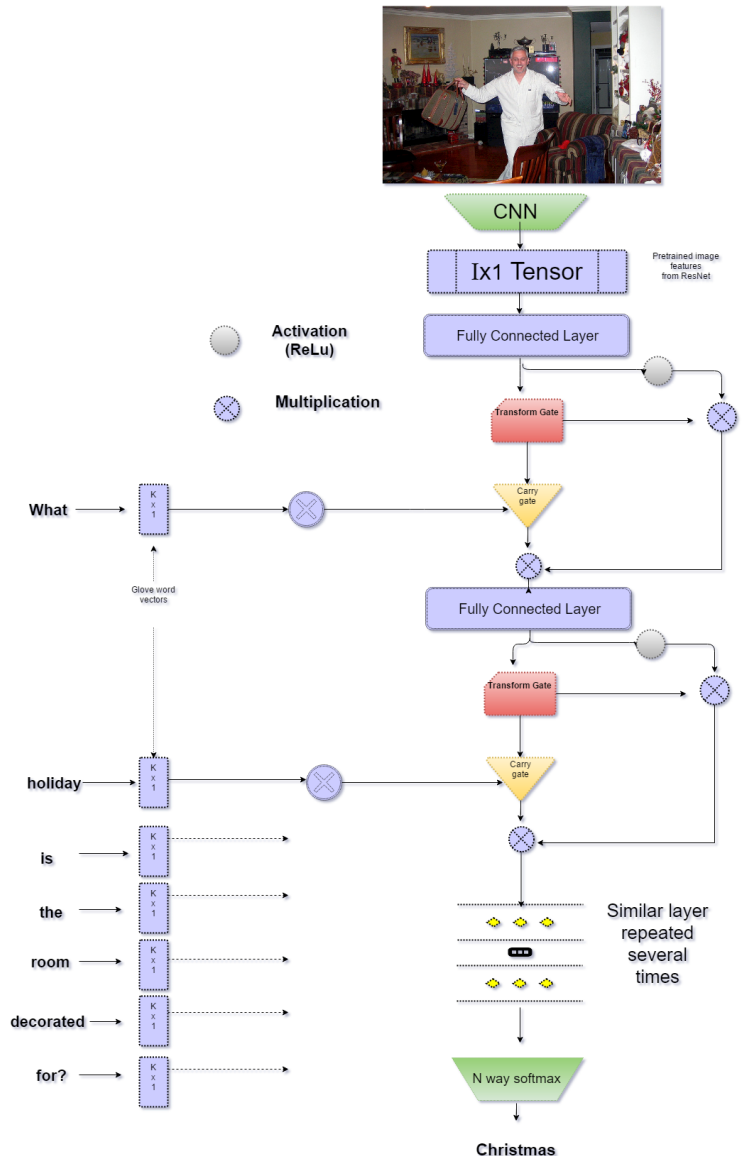 CNN
Ix1 Tensor
Pretrained image
features
from ResNet
Fully Connected Layer
Activation
(ReLu)
Multiplication
Transform Gate
What
K
x
1
Carry
gate
Glove word
vectors
Fully Connected Layer
Transform Gate
holiday
K
x
1
Carry
gate
is
K
x
1
the
K
x
1
room
K
x
1
decorated
K
x
1
for?
K
x
1
Similar layer
repeated
several
times
N way softmax
Christmas